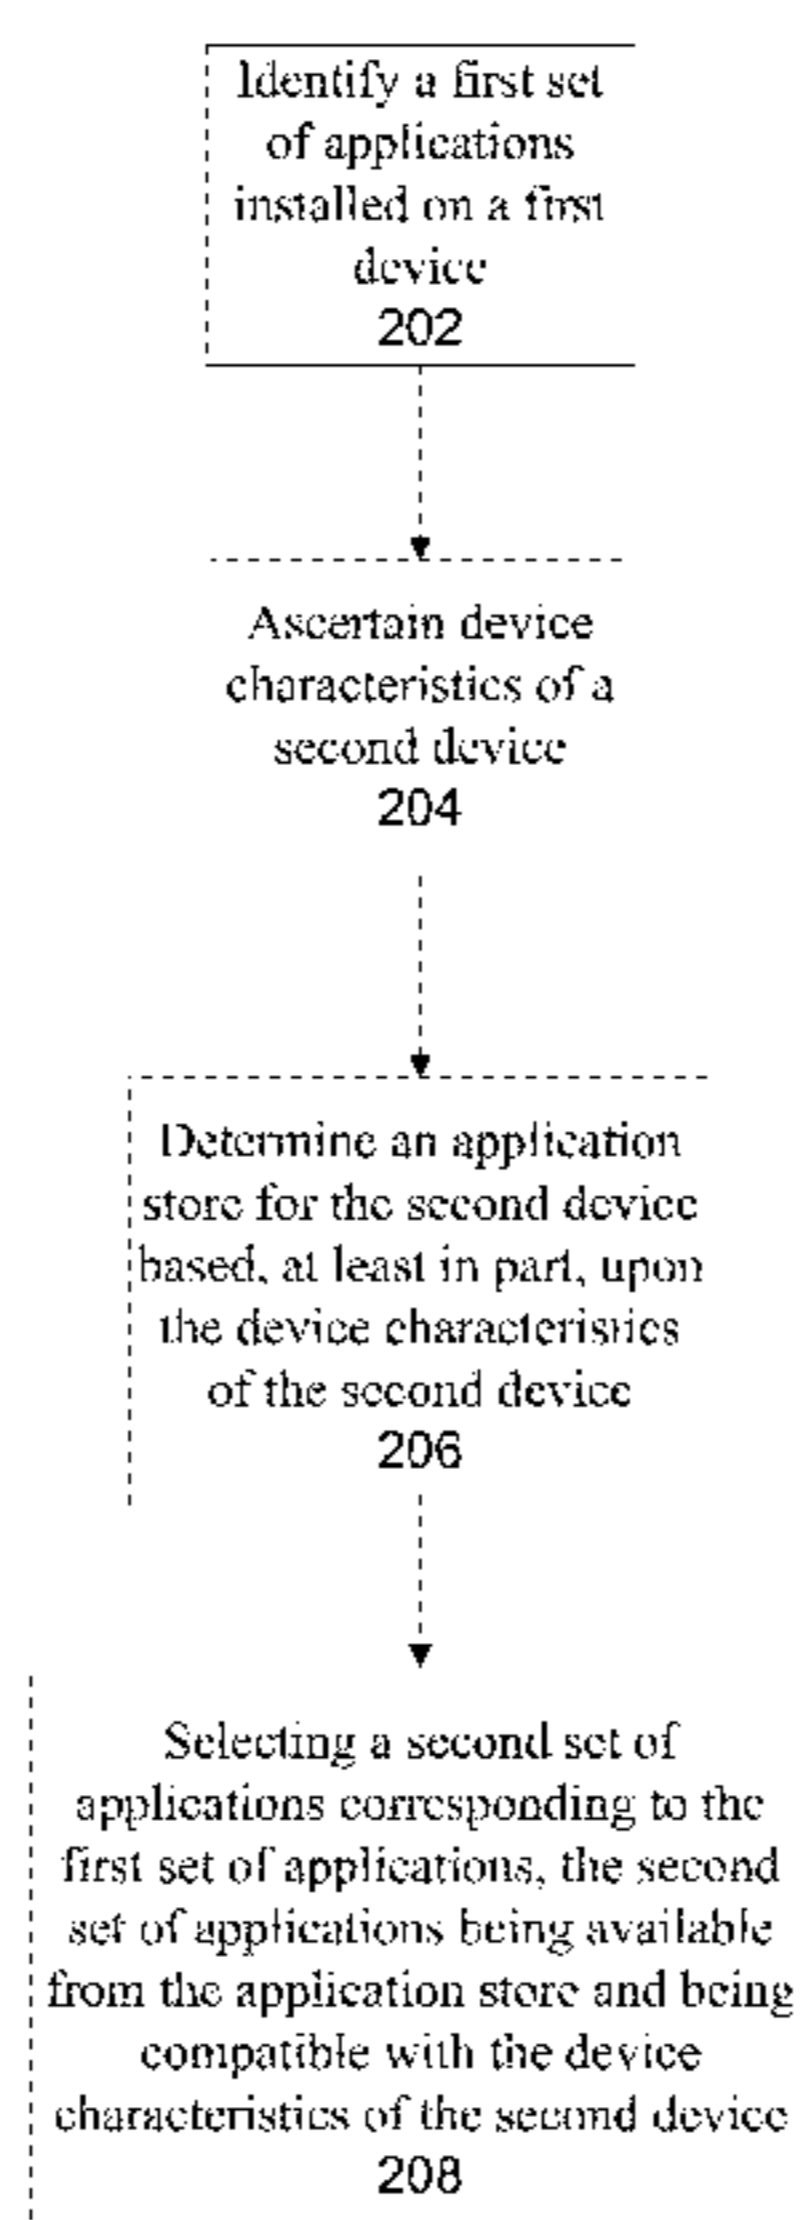 Identify a first set
of applications
installed on a first
device
202
Ascertain device
characteristics of a
second device
204
Determine an application
store for the second device
based, at least in part, upon
the device characteristics
of the second device
206
Selecting a second set of
applications corresponding to the
first set of applications, the second
set of applications being available
from the application store and being
compatible with the device
characteristics of the second device
208